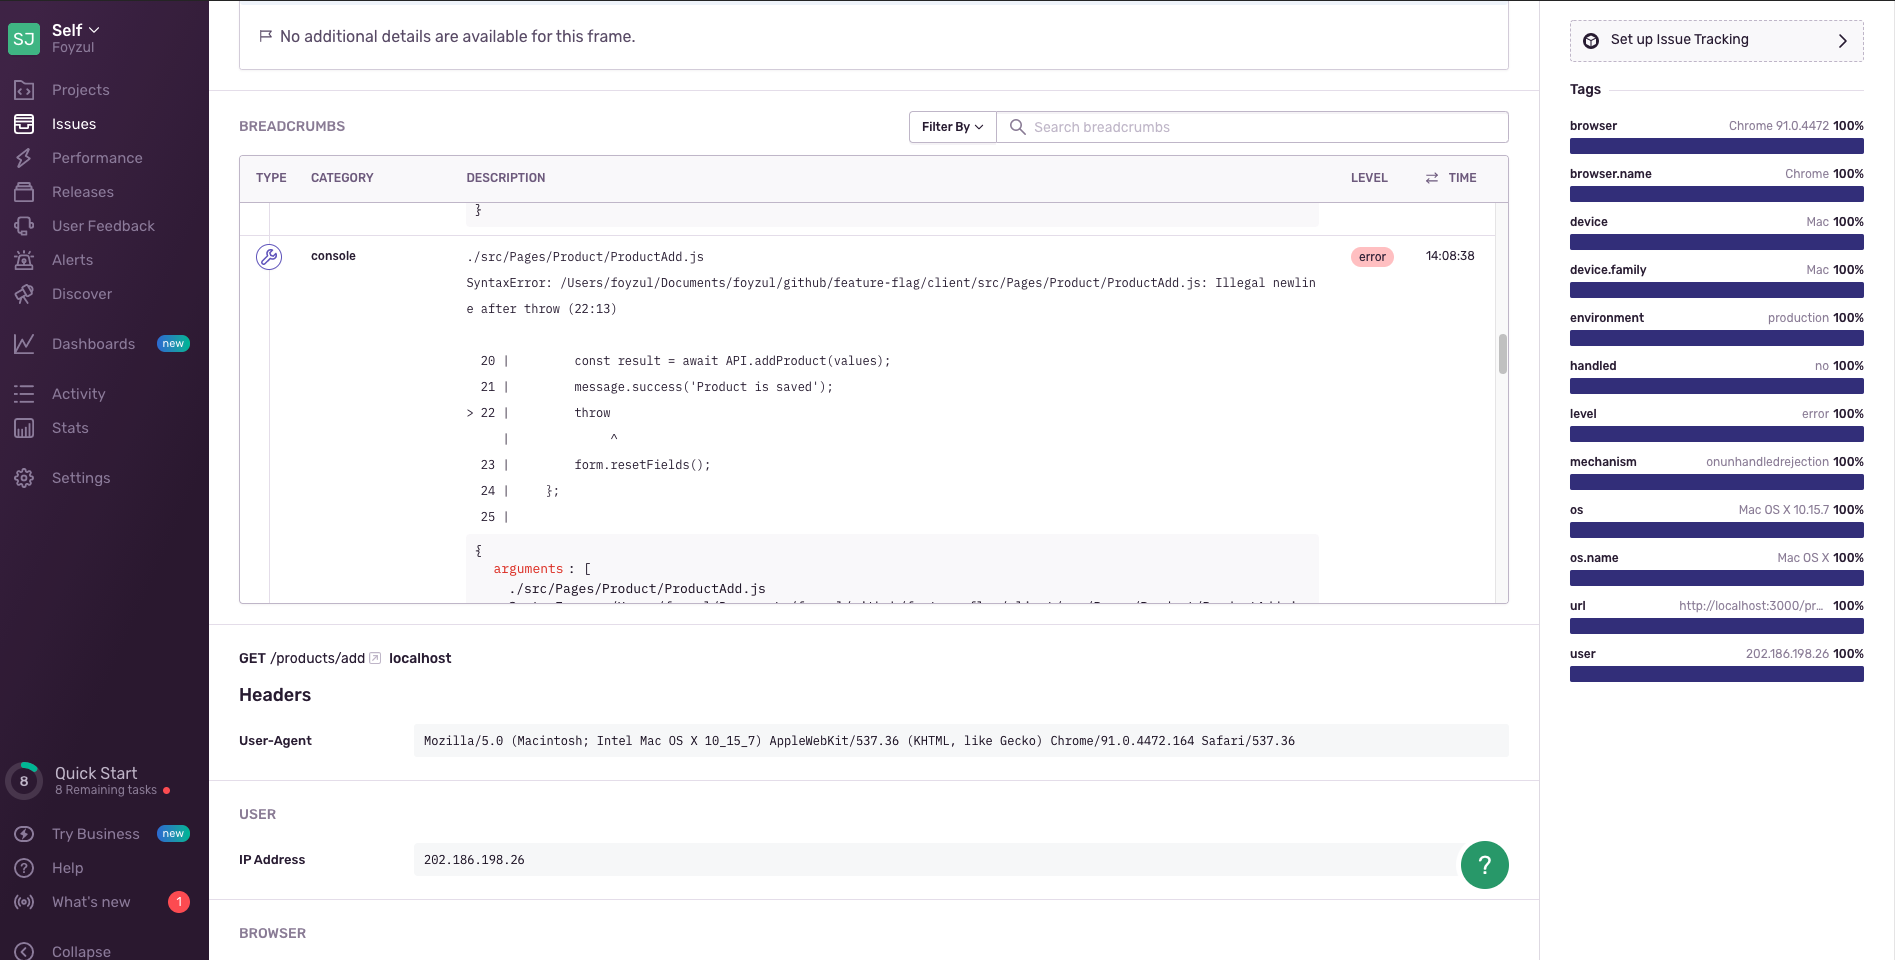 SJ
Self
Foyzul
Projects
Issues
Performance
Releases
User Feedback
Alerts
Discover
Dashboards new
Activity
Stats
Settings
8
Quick Start
8 Remaining tasks
Try Business new
Help
What's new 1
Collapse
No additional details are available for this frame.
BREADCRUMBS
Filter By
Search breadcrumbs
TYPE CATEGORY DESCRIPTION LEVEL TIME
}
console ./src/Pages/Product/ProductAdd.js error 14:08:38
SyntaxError: /Users/foyzul/Documents/foyzul/github/feature-flag/client/src/Pages/Product/ProductAdd.js: Illegal newlin
e after throw (22:13)
20 | const result = await API.addProduct(values);
21 | message.success('Product is saved');
> 22 | throw
| ^
23 | form.resetFields();
24 | };
25 |
{
arguments : [
./src/Pages/Product/ProductAdd.js
GET /products/add localhost
Headers
User-Agent Mozilla/5.0 (Macintosh; Intel Mac OS X 10_15_7) AppleWebKit/537.36 (KHTML, like Gecko) Chrome/91.0.4472.164 Safari/537.36
USER
IP Address 202.186.198.26
?
BROWSER
Set up Issue Tracking
Tags
browser Chrome 91.0.4472 100%
browser.name Chrome 100%
device Mac 100%
device.family Mac 100%
environment production 100%
handled no 100%
level error 100%
mechanism onunhandledrejection 100%
os Mac OS X 10.15.7 100%
os.name Mac OS X 100%
url http://localhost:3000/pr… 100%
user 202.186.198.26 100%